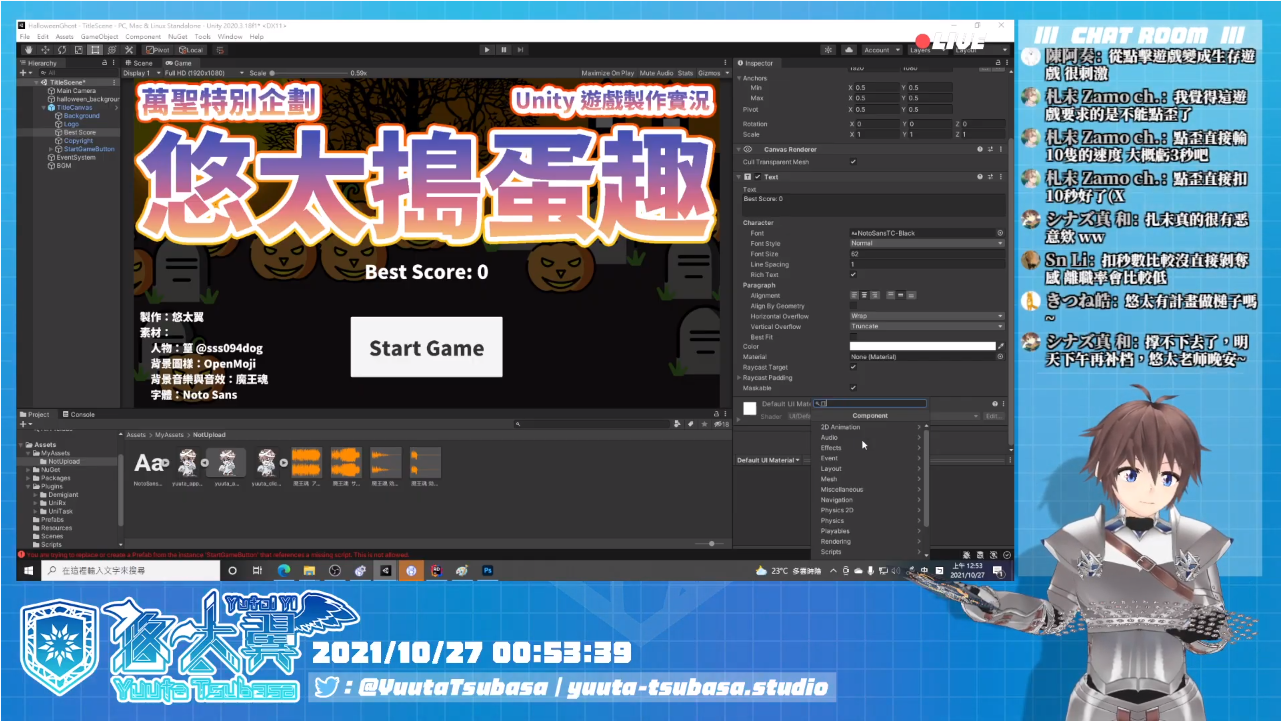 HalloweenGhost - TitleScene - PC, Mac & Linux Standalone - Unity 2020.3.18f1* <DX11>
File Edit Assets GameObject Component NuGet Tools Window Help
Pivot Local
Account Layers Layout
LIVE
Hierarchy
All
TitleScene*
Main Camera
halloween_backgroun
TitleCanvas
Background
Logo
Best Score
Copyright
StartGameButton
EventSystem
BGM
Scene Game
Display 1 Full HD (1920x1080) Scale 0.59x
Maximize On Play Mute Audio Stats Gizmos
萬聖特別企劃
Unity 遊戲製作實況
悠太搗蛋趣
Best Score: 0
Start Game
製作：悠太翼
素材：
人物：篁 @sss094dog
背景圖樣：OpenMoji
背景音樂與音效：魔王魂
字體：Noto Sans
Inspector
1920 1080
Anchors
Min X 0.5 Y 0.5
Max X 0.5 Y 0.5
Pivot X 0.5 Y 0.5
Rotation X 0 Y 0 Z 0
Scale X 1 Y 1 Z 1
Canvas Renderer
Cull Transparent Mesh
Text
Text
Best Score: 0
Character
Font NotoSansTC-Black
Font Style Normal
Font Size 62
Line Spacing 1
Rich Text
Paragraph
Alignment
Align By Geometry
Horizontal Overflow Wrap
Vertical Overflow Truncate
Best Fit
Color
Material None (Material)
Raycast Target
Raycast Padding
Maskable
Default UI Mate
Shader UI/Defa
Edit...
Default UI Material
Component
2D Animation
Audio
Effects
Event
Layout
Mesh
Miscellaneous
Navigation
Physics 2D
Physics
Playables
Rendering
Scripts
Project Console
Assets
MyAssets
NotUpload
NuGet
Packages
Plugins
Demigiant
UniRx
UniTask
Prefabs
Resources
Scenes
Scripts
Assets > MyAssets > NotUpload
18
Aa
NotoSans... yuuta_app... yuuta_k... yuuta_cle... 魔王魂 ア... 魔王魂 サ... 魔王魂 効... 魔王魂 効...
You are trying to replace or create a Prefab from the instance 'StartGameButton' that references a missing script. This is not allowed.
在這裡輸入文字來搜尋
Ps
23°C 多雲時陰
中
上午 12:53
2021/10/27
CHAT ROOM
陳阿奏：從點擊遊戲變成生存遊
戲 很刺激
札末 Zamo ch.：我覺得這遊
戲要求的是不能點歪了
札末 Zamo ch.：點歪直接輸
10隻的速度 大概虧3秒吧
札末 Zamo ch.：點歪直接扣
10秒好了(X
シナズ真 和：扎末真的很有恶
意欸 ww
Sn Li：扣秒數比較沒直接剝奪
感 離職率會比較低
きつね皓：悠太有計畫做槌子嗎
~
シナズ真 和：撑不下去了，明
天下午再补档，悠太老师晚安~
Yuutai Yi
悠太翼
Yuuta Tsubasa
2021/10/27 00:53:39
: @YuutaTsubasa | yuuta-tsubasa.studio